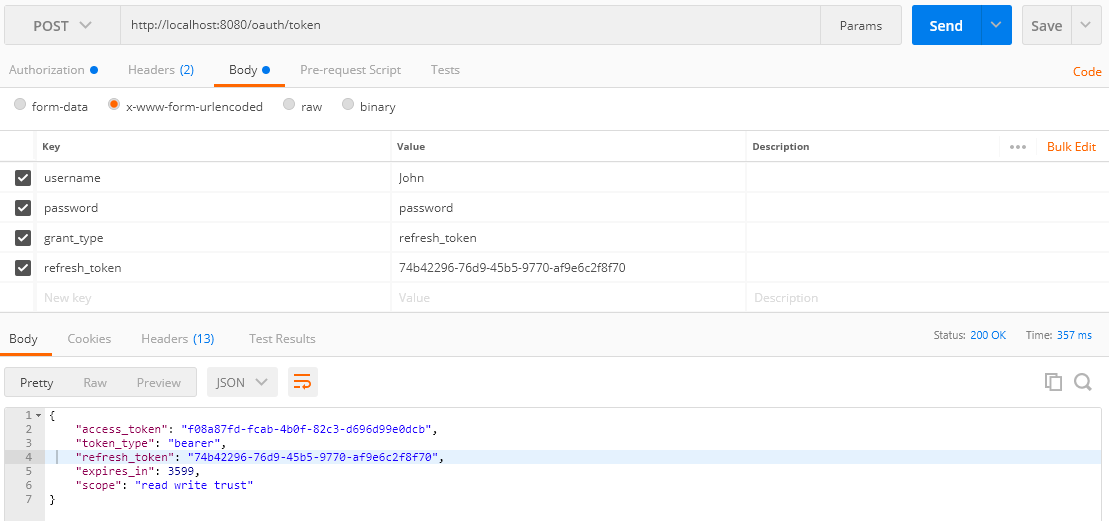 POST http://localhost:8080/oauth/token Params Send Save
Authorization Headers (2) Body Pre-request Script Tests Code
form-data x-www-form-urlencoded raw binary
Key Value Description ••• Bulk Edit
username John
password password
grant_type refresh_token
refresh_token 74b42296-76d9-45b5-9770-af9e6c2f8f70
New key Value Description
Body Cookies Headers (13) Test Results Status: 200 OK Time: 357 ms
Pretty Raw Preview JSON
1 {
2 "access_token": "f08a87fd-fcab-4b0f-82c3-d696d99e0dcb",
3 "token_type": "bearer",
4 "refresh_token": "74b42296-76d9-45b5-9770-af9e6c2f8f70",
5 "expires_in": 3599,
6 "scope": "read write trust"
7 }